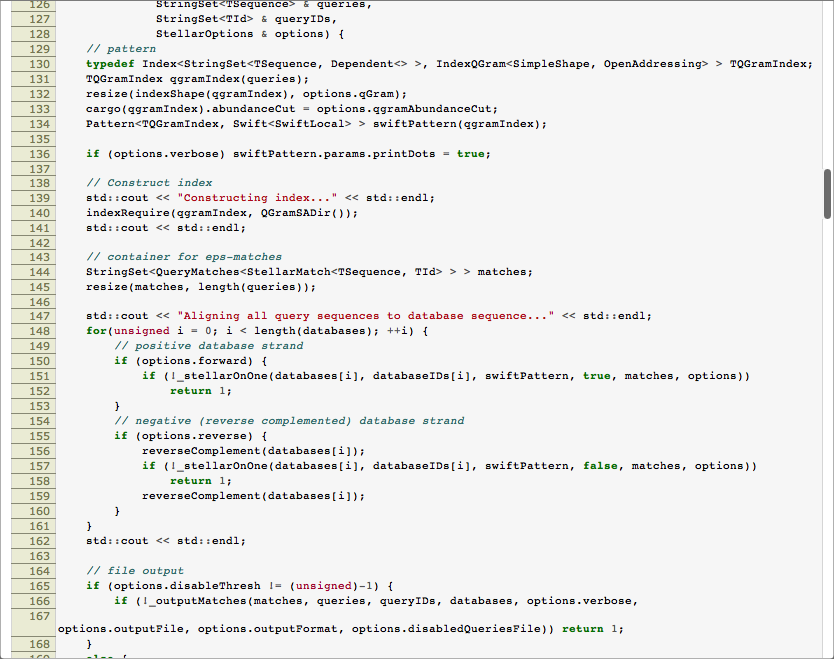 126 StringSet<TSequence> & queries,
127 StringSet<TId> & queryIDs,
128 StellarOptions & options) {
129 // pattern
130 typedef Index<StringSet<TSequence, Dependent<> >, IndexQGram<SimpleShape, OpenAddressing> > TQGramIndex;
131 TQGramIndex qgramIndex(queries);
132 resize(indexShape(qgramIndex), options.qGram);
133 cargo(qgramIndex).abundanceCut = options.qgramAbundanceCut;
134 Pattern<TQGramIndex, Swift<SwiftLocal> > swiftPattern(qgramIndex);
135
136 if (options.verbose) swiftPattern.params.printDots = true;
137
138 // Construct index
139 std::cout << "Constructing index..." << std::endl;
140 indexRequire(qgramIndex, QGramSADir());
141 std::cout << std::endl;
142
143 // container for eps-matches
144 StringSet<QueryMatches<StellarMatch<TSequence, TId> > > matches;
145 resize(matches, length(queries));
146
147 std::cout << "Aligning all query sequences to database sequence..." << std::endl;
148 for(unsigned i = 0; i < length(databases); ++i) {
149 // positive database strand
150 if (options.forward) {
151 if (!_stellarOnOne(databases[i], databaseIDs[i], swiftPattern, true, matches, options))
152 return 1;
153 }
154 // negative (reverse complemented) database strand
155 if (options.reverse) {
156 reverseComplement(databases[i]);
157 if (!_stellarOnOne(databases[i], databaseIDs[i], swiftPattern, false, matches, options))
158 return 1;
159 reverseComplement(databases[i]);
160 }
161 }
162 std::cout << std::endl;
163
164 // file output
165 if (options.disableThresh != (unsigned)-1) {
166 if (!_outputMatches(matches, queries, queryIDs, databases, options.verbose,
167
options.outputFile, options.outputFormat, options.disabledQueriesFile)) return 1;
168 }
169 else {